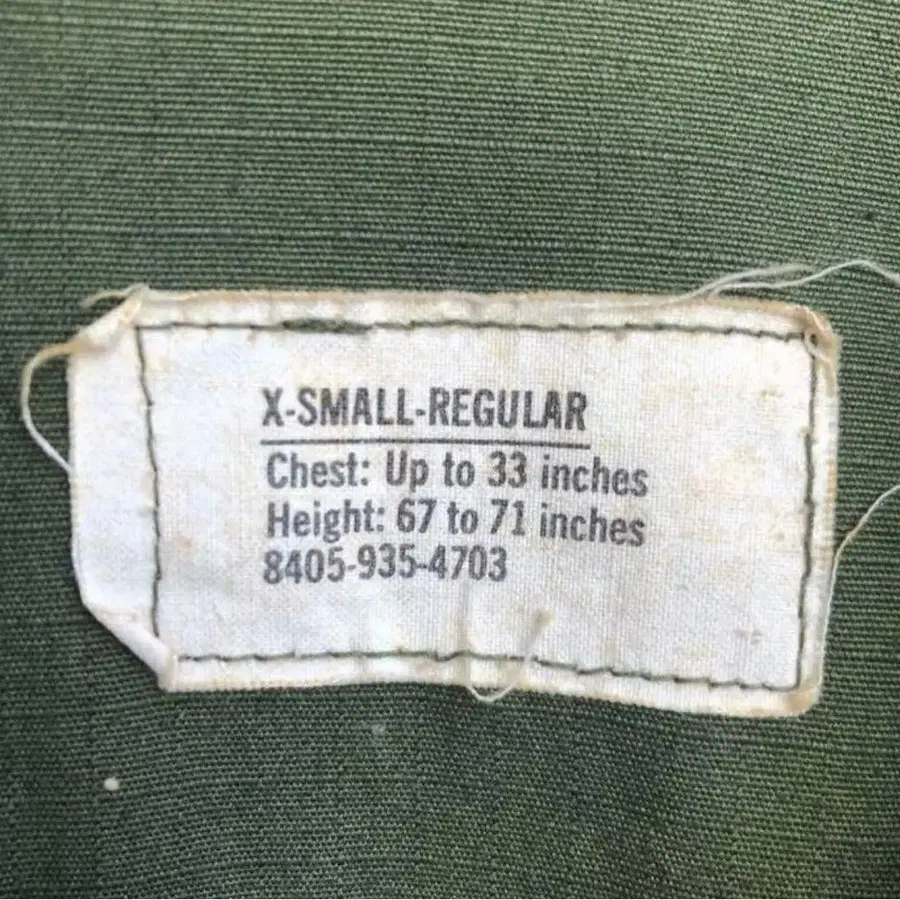 X-SMALL-REGULAR
Chest: Up to 33 inches
Height: 67 to 71 inches
8405-935-4703